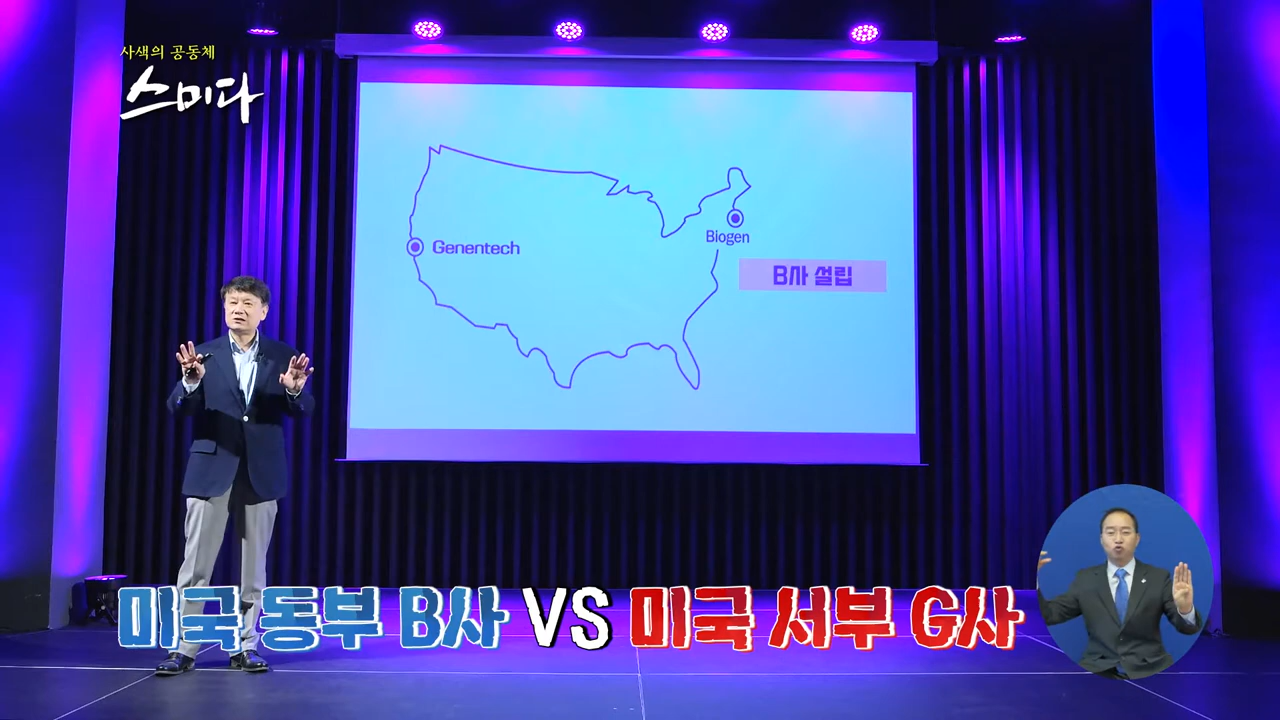 사색의 공동체
스미다
Genentech
Biogen
B사 설립
미국 동부 B사 VS 미국 서부 G사